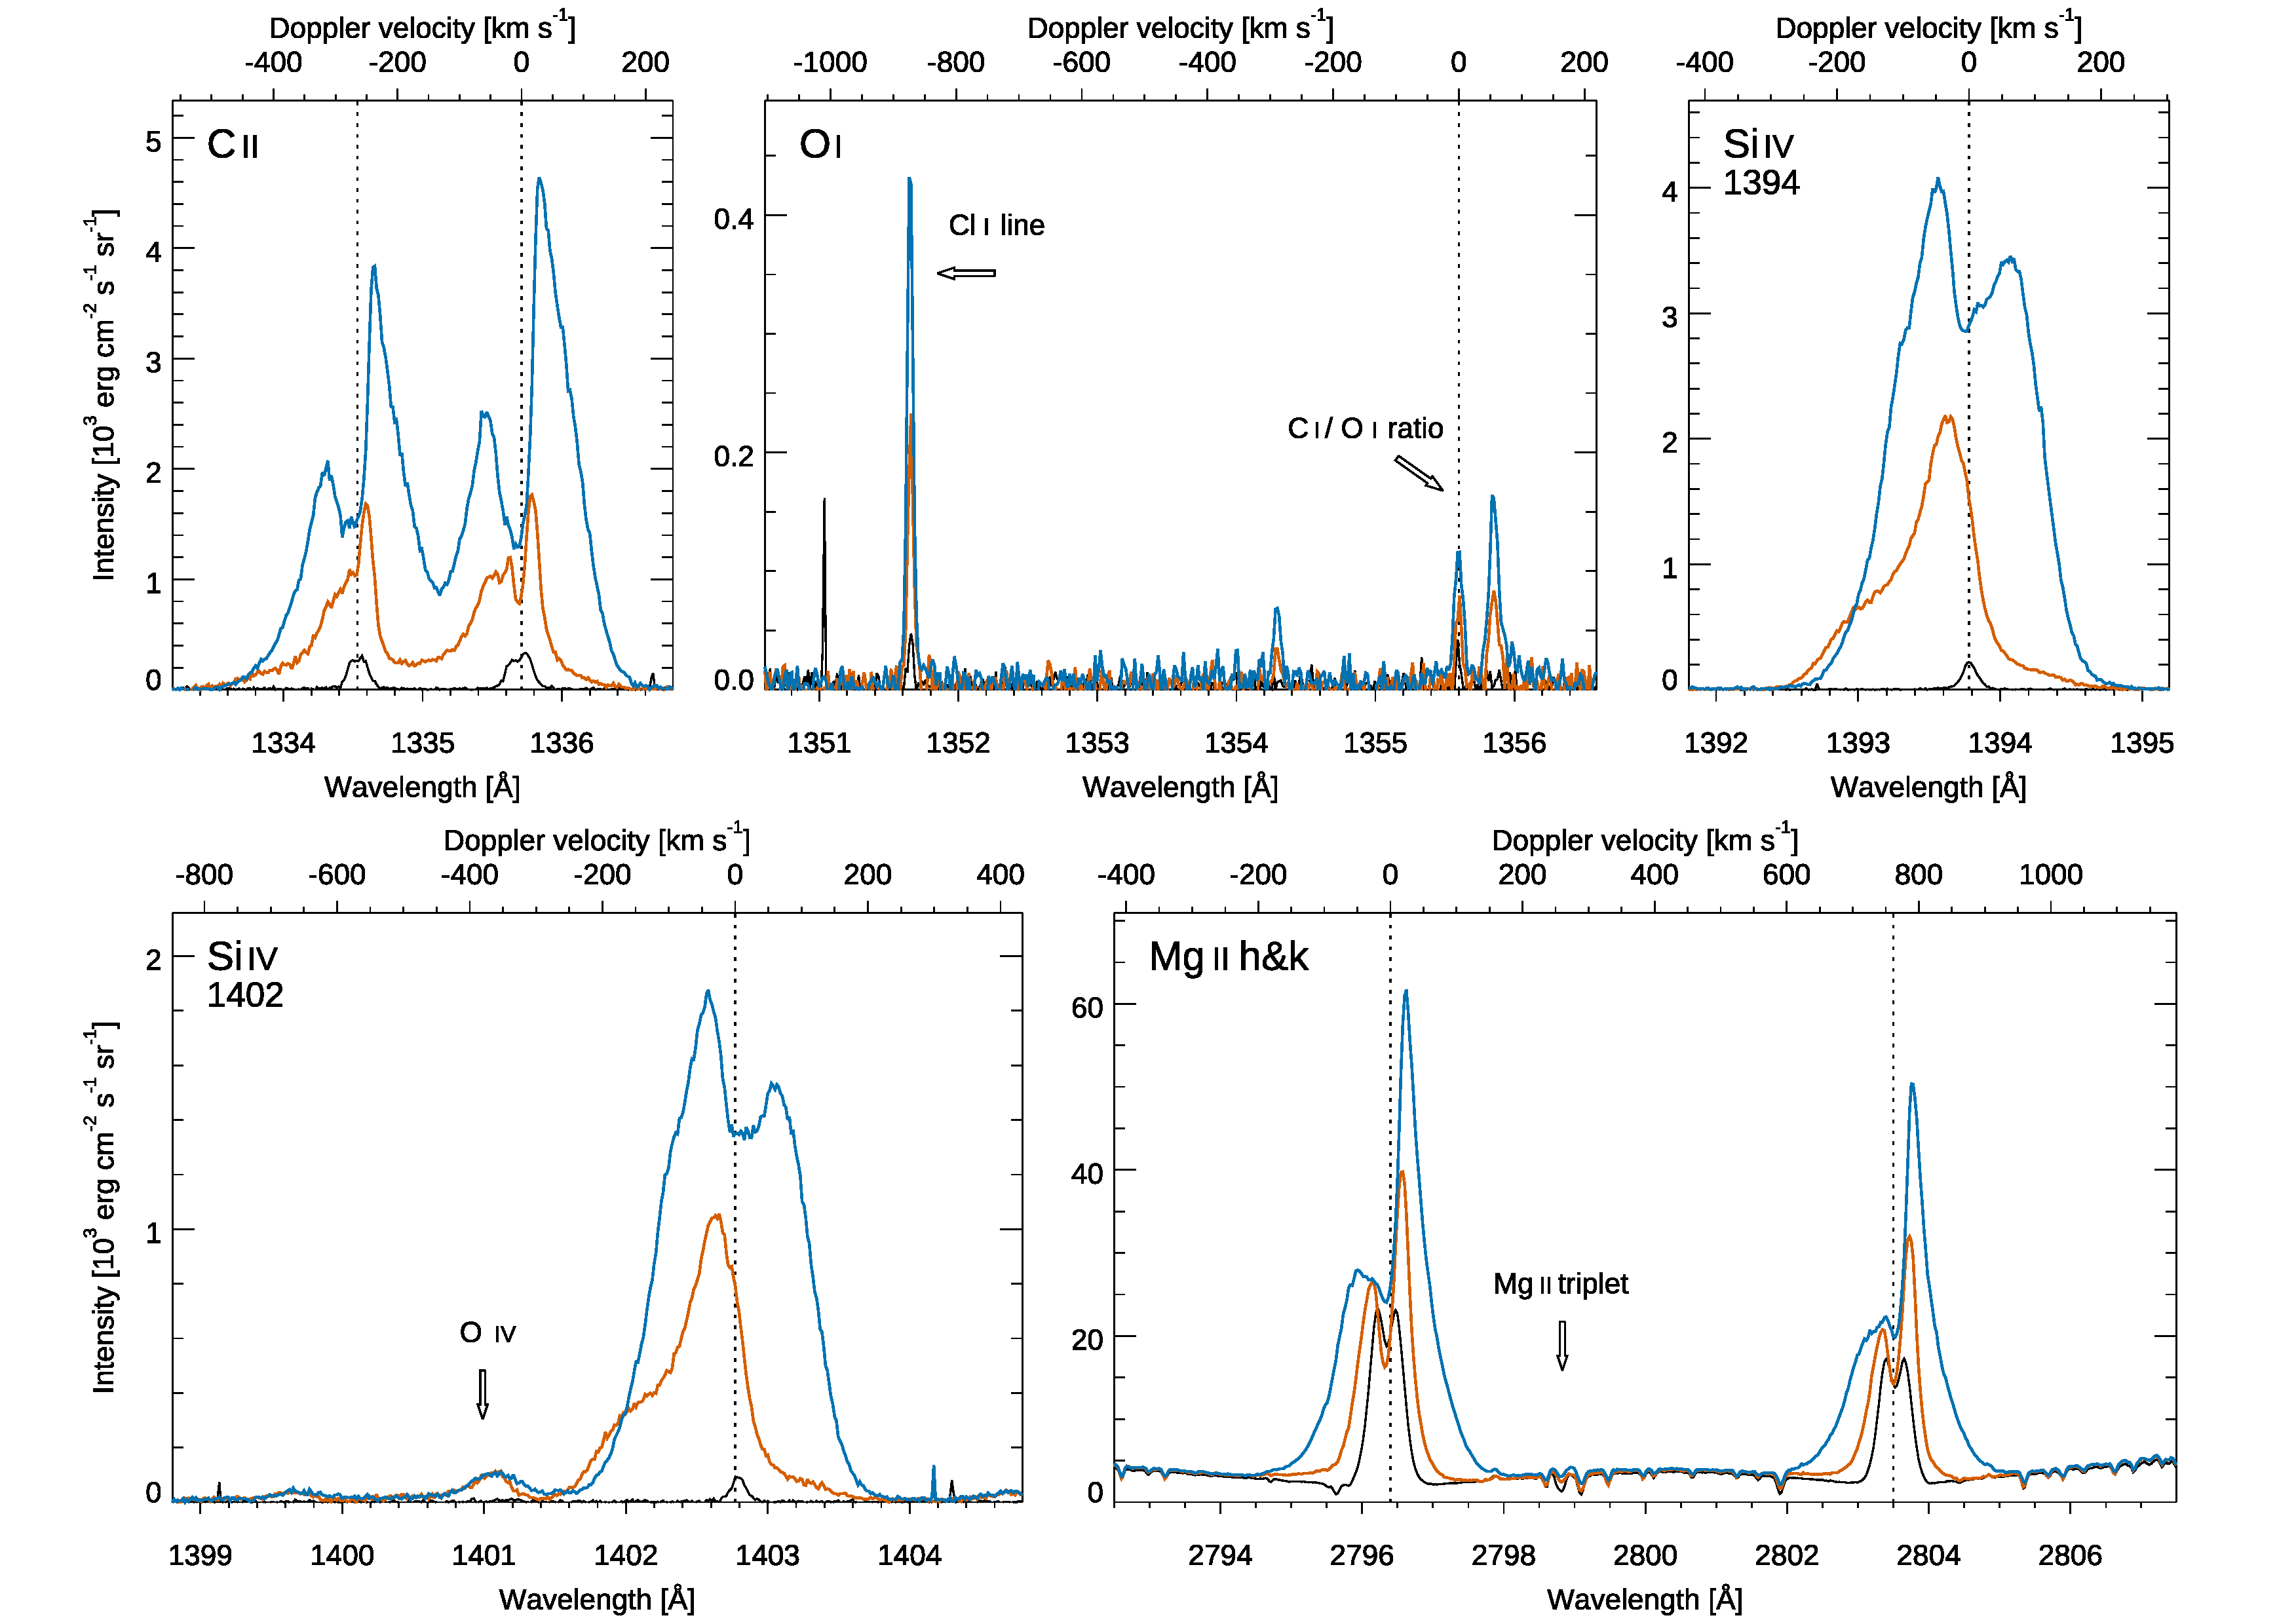 Doppler velocity [km s-1]
-400 -200 0 200
Doppler velocity [km s-1]
-1000 -800 -600 -400 -200 0 200
Doppler velocity [km s-1]
-400 -200 0 200
Intensity [103 erg cm-2 s-1 sr-1]
5
4
3
2
1
0
C II
1334 1335 1336
Wavelength [Å]
0.4
0.2
0.0
O I
Cl I line
C I / O I ratio
1351 1352 1353 1354 1355 1356
Wavelength [Å]
4
3
2
1
0
Si IV
1394
1392 1393 1394 1395
Wavelength [Å]
Doppler velocity [km s-1]
-800 -600 -400 -200 0 200 400
Doppler velocity [km s-1]
-400 -200 0 200 400 600 800 1000
Intensity [103 erg cm-2 s-1 sr-1]
2
1
0
Si IV
1402
O IV
1399 1400 1401 1402 1403 1404
Wavelength [Å]
60
40
20
0
Mg II h&k
Mg II triplet
2794 2796 2798 2800 2802 2804 2806
Wavelength [Å]